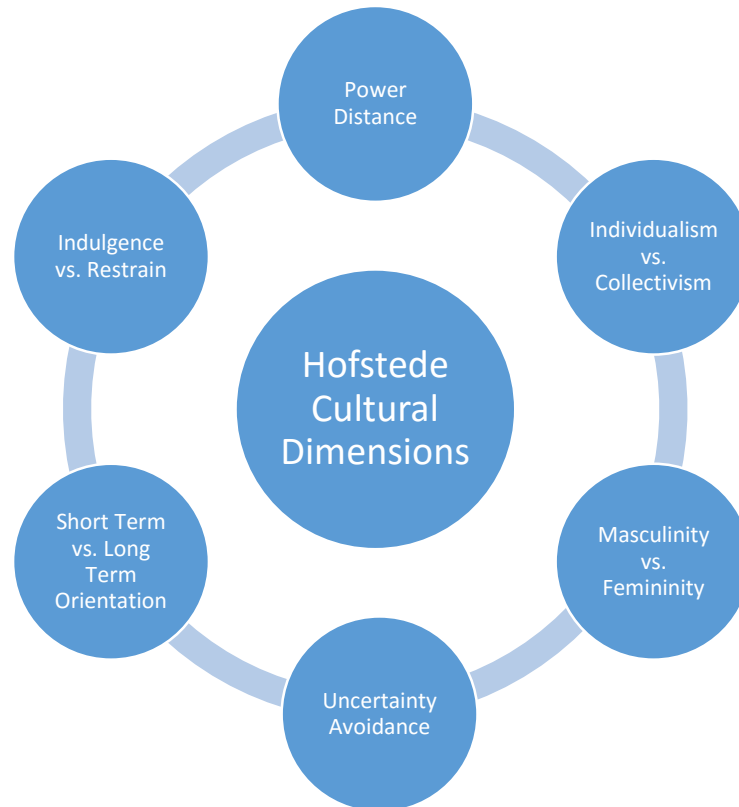 Power
Distance
Individualism
vs.
Collectivism
Masculinity
vs.
Femininity
Uncertainty
Avoidance
Short Term
vs. Long
Term
Orientation
Indulgence
vs. Restrain
Hofstede
Cultural
Dimensions